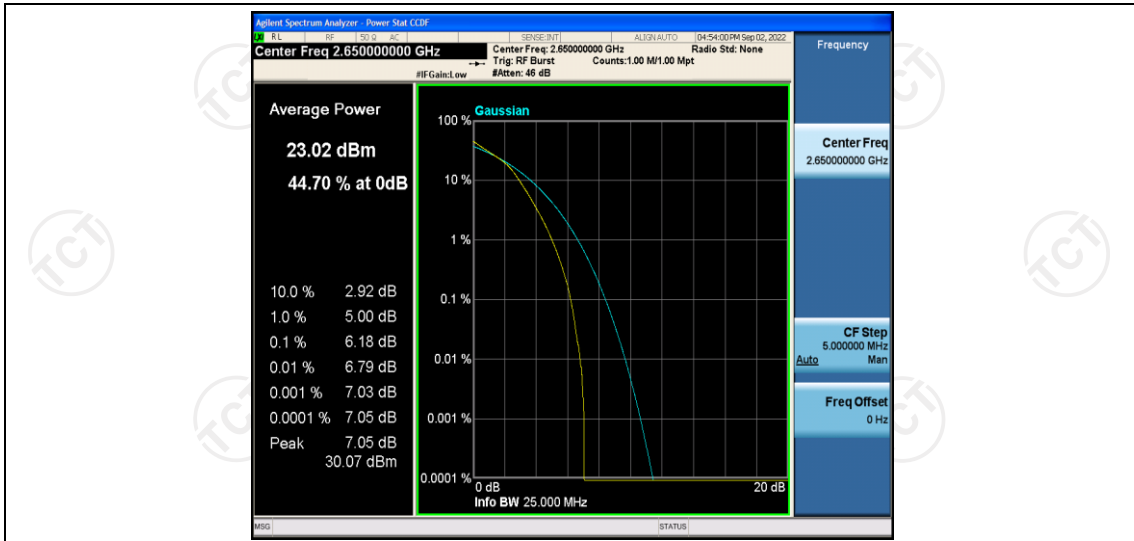 Agilent Spectrum Analyzer - Power Stat CCDF
LXI RL RF 50 Ω AC SENSE:INT ALIGN AUTO 04:54:00 PM Sep 02, 2022
Center Freq 2.650000000 GHz
Center Freq: 2.650000000 GHz Radio Std: None
Trig: RF Burst Counts:1.00 M/1.00 Mpt
#IFGain:Low #Atten: 46 dB
Frequency
Average Power
23.02 dBm
44.70 % at 0dB
10.0 % 2.92 dB
1.0 % 5.00 dB
0.1 % 6.18 dB
0.01 % 6.79 dB
0.001 % 7.03 dB
0.0001 % 7.05 dB
Peak 7.05 dB
30.07 dBm
Gaussian
100 %
10 %
1 %
0.1 %
0.01 %
0.001 %
0.0001 %
0 dB 20 dB
Info BW 25.000 MHz
Center Freq
2.650000000 GHz
CF Step
5.000000 MHz
Auto Man
Freq Offset
0 Hz
MSG STATUS
TCT
TCT
TCT
TCT
TCT
TCT